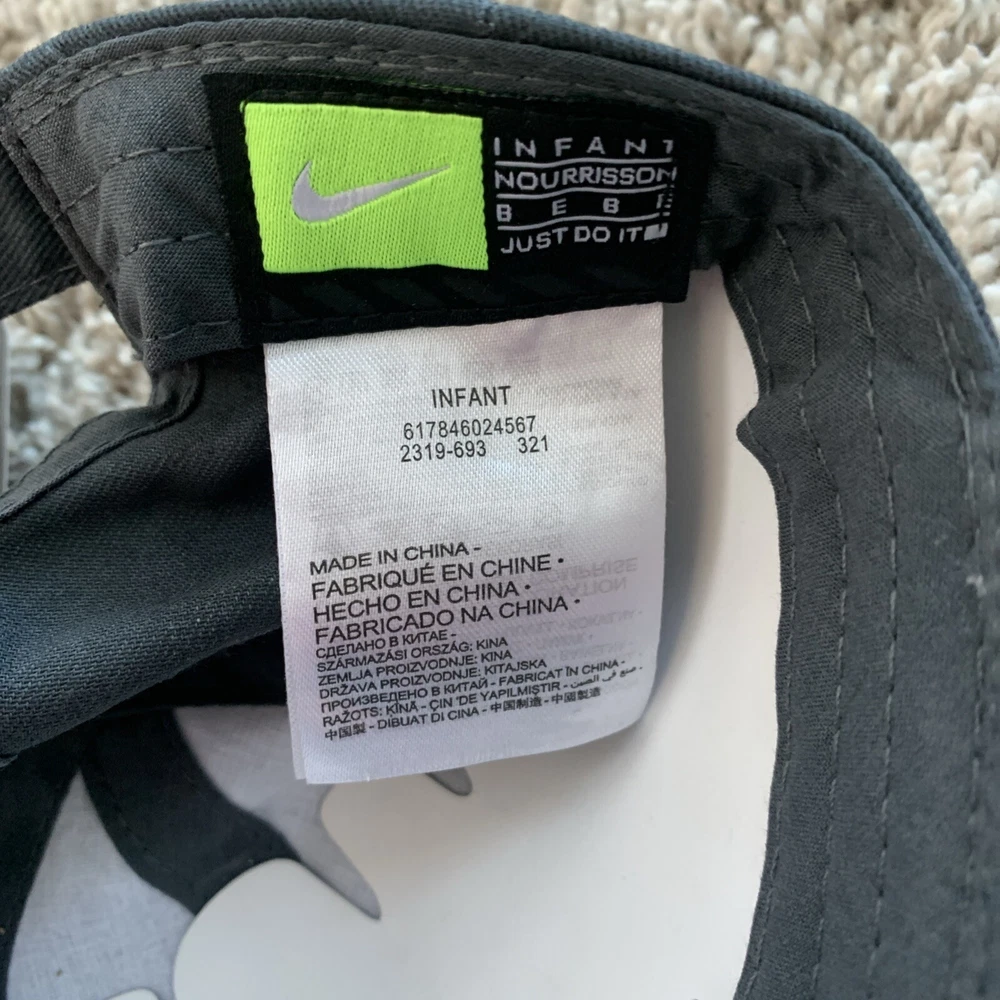 INFANT
NOURRISSON
BEBE
JUST DO IT
INFANT
617846024567
2319-693 321
MADE IN CHINA -
FABRIQUÉ EN CHINE •
HECHO EN CHINA •
FABRICADO NA CHINA •
СДЕЛАНО В КИТАЕ -
SZÁRMAZÁSI ORSZÁG: KINA
ZEMLJA PROIZVODNJE: KINA
DRŽAVA PROIZVODNJE: KITAJSKA
ПРОИЗВЕДЕНО В КИТАЙ - FABRICAT ÎN CHINA -
RAŽOTS: ĶĪNĀ - ÇIN 'DE YAPILMIŞTIR - صنع في الصين -
中国製 - DIBUAT DI CINA - 中国制造 - 中國製造